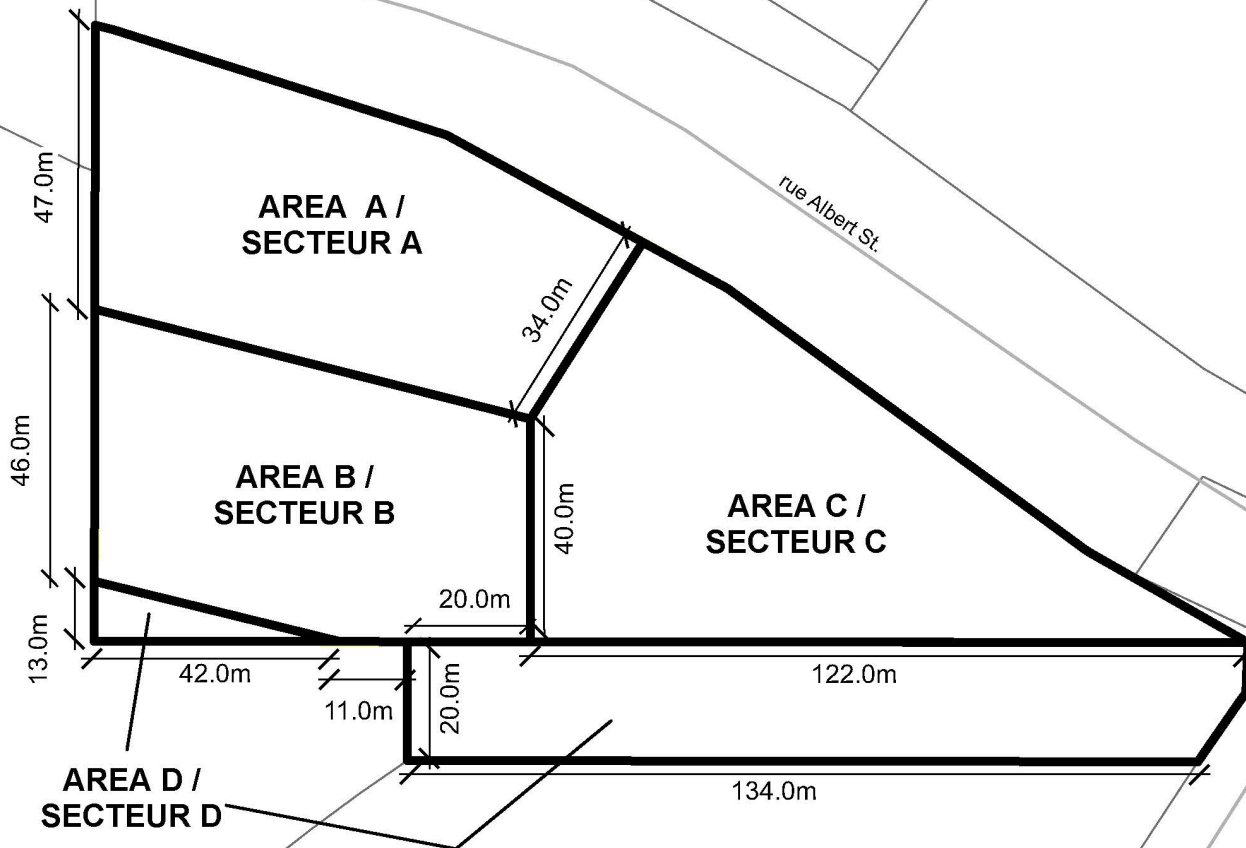 47.0m
AREA  A /
SECTEUR A
rue Albert St.
34.0m
46.0m
AREA B /
SECTEUR B
40.0m
AREA C /
SECTEUR C
20.0m
13.0m
42.0m
11.0m
20.0m
122.0m
134.0m
AREA D /
SECTEUR D